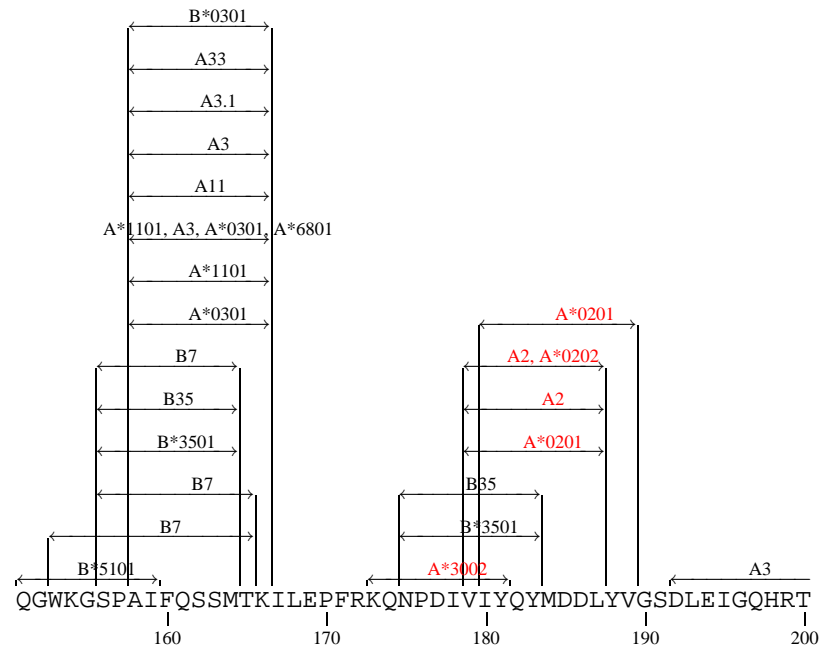 B*0301
A33
A3.1
A3
A11
A*1101, A3, A*0301, A*6801
A*1101
A*0301 A*0201
B7 A2, A*0202
B35 A2
B*3501 A*0201
B7 B35
B7 B*3501
B*5101 A*3002 A3
QGWKGSPAIFQSSMTKILEPFRKQNPDIVIYQYMDDLYVGSDLEIGQHRT
160 170 180 190 200